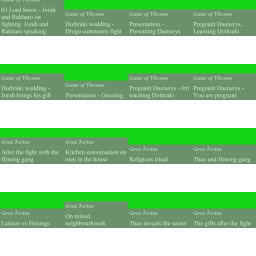 Game of Thrones
Game of Thrones
Game of Thrones
03 Lord Snow - Jorah
and Rakharo on
fighting. Jorah and
Rakharo speaking
Dothraki wedding -
Drogo comments fight
Presentation -
Presenting Daenerys
Pregnant Daenerys,
Learning Dothraki
Game of Thrones
Dothraki wedding -
Jorah brings his gift
Game of Thrones
Presentation - Greeting
Game of Thrones
Pregnant Daenerys - Irri
teaching Dothraki
Game of Thrones
Pregnant Daenerys -
You are pregnant
Gran Torino
After the fight with the
Hmong gang
Gran Torino
Kitchen conversation on
men in the house
Gran Torino
Religious ritual
Gran Torino
Thao and Hmong gang
Gran Torino
Latinos vs Hmongs
Gran Torino
On mixed
neighbourhoods
Gran Torino
Thao reveals the secret
Gran Torino
The gifts after the fight